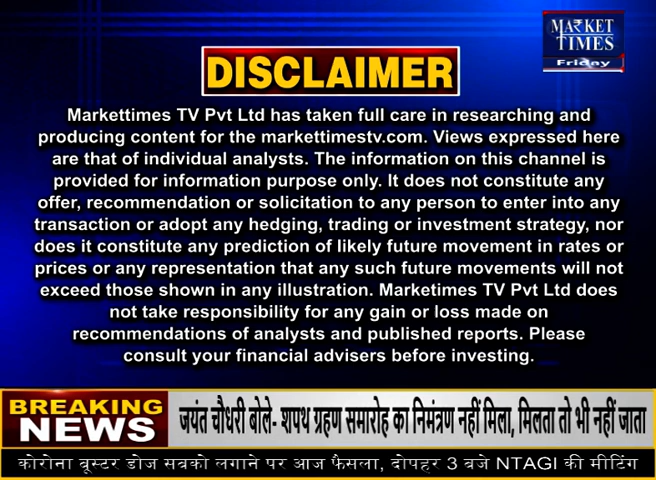 MARKET
TIMES
Friday
DISCLAIMER
Markettimes TV Pvt Ltd has taken full care in researching and
producing content for the markettimestv.com. Views expressed here
are that of individual analysts. The information on this channel is
provided for information purpose only. It does not constitute any
offer, recommendation or solicitation to any person to enter into any
transaction or adopt any hedging, trading or investment strategy, nor
does it constitute any prediction of likely future movement in rates or
prices or any representation that any such future movements will not
exceed those shown in any illustration. Marketimes TV Pvt Ltd does
not take responsibility for any gain or loss made on
recommendations of analysts and published reports. Please
consult your financial advisers before investing.
BREAKING
NEWS
जयंत चौधरी बोले- शपथ ग्रहण समारोह का निमंत्रण नहीं मिला, मिलता तो भी नहीं जाता
कोरोना बूस्टर डोज सबको लगाने पर आज फैसला, दोपहर 3 बजे NTAGI की मीटिंग